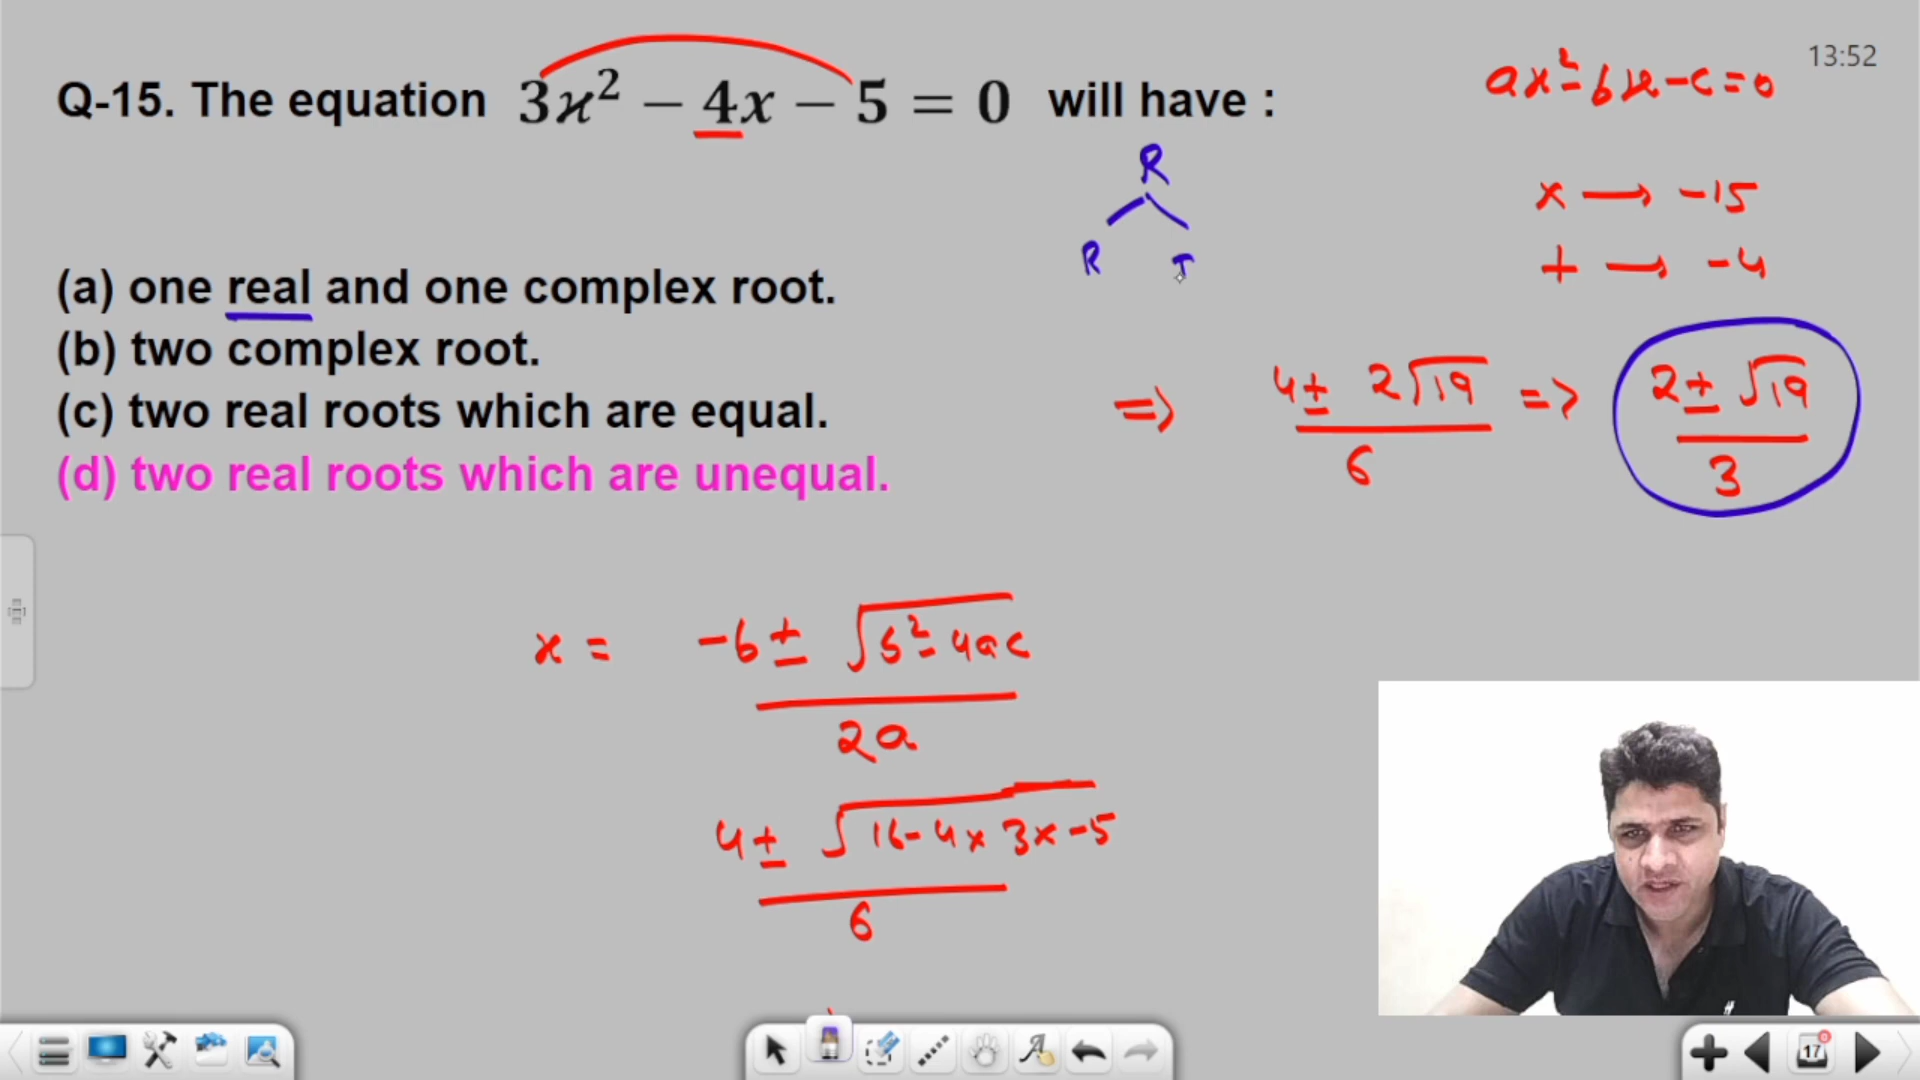 13:52
Q-15. The equation 3x² − 4x − 5 = 0 will have :
ax² - bx - c = 0
R
R I
x → -15
+ → -4
(a) one real and one complex root.
(b) two complex root.
(c) two real roots which are equal.
(d) two real roots which are unequal.
=> 4 ± 2√19 / 6 => 2 ± √19 / 3
x = -b ± √b² - 4ac / 2a
4 ± √16 - 4 x 3 x -5 / 6
17